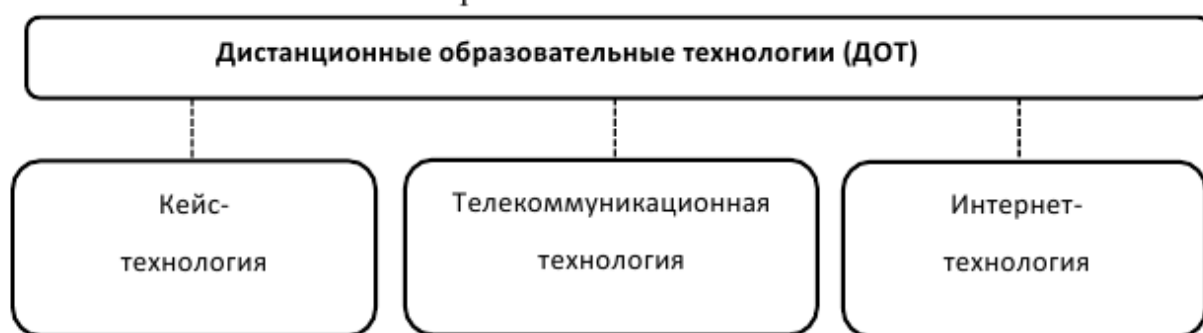 Дистанционные образовательные технологии (ДОТ)
Кейс-
технология
Телекоммуникационная
технология
Интернет-
технология